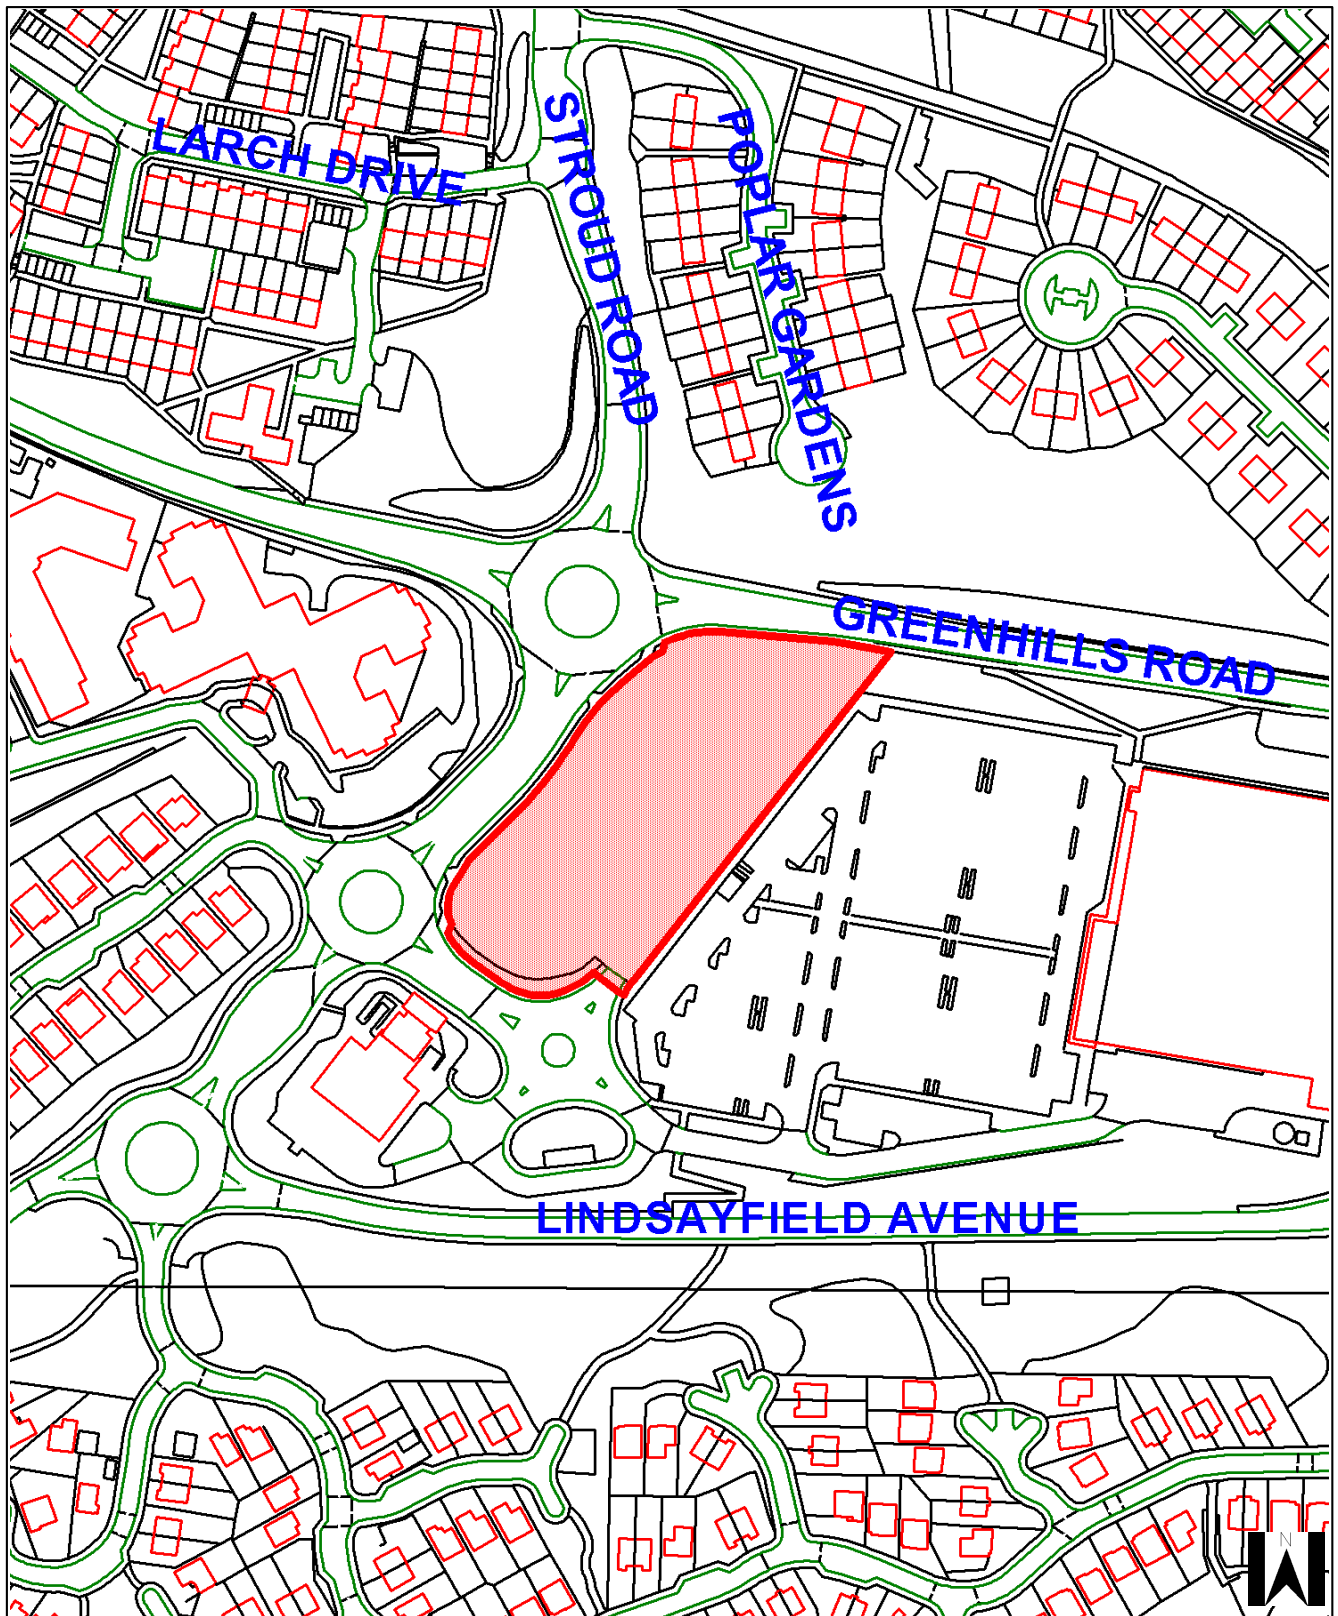 LARCH DRIVE
STROUD ROAD
POPLAR GARDENS
GREENHILLS ROAD
LINDSAYFIELD AVENUE
N